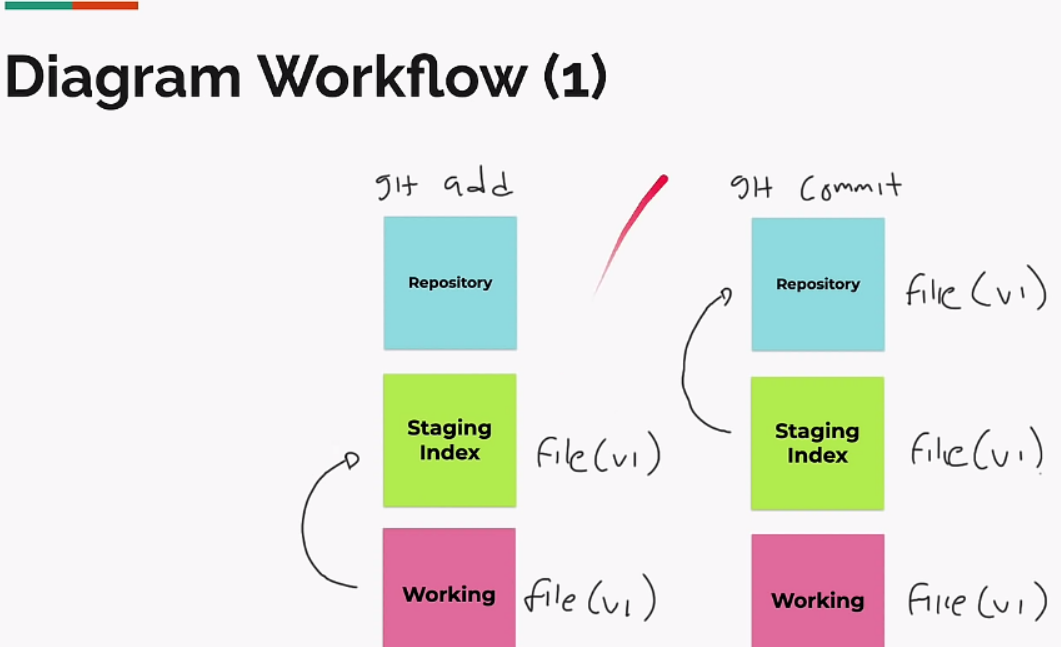 Diagram Workflow (1)
git add
Repository
Staging
Index
file(v1)
Working
file (v1)
git commit
Repository
file (v1)
Staging
Index
file(v1)
Working
file (v1)